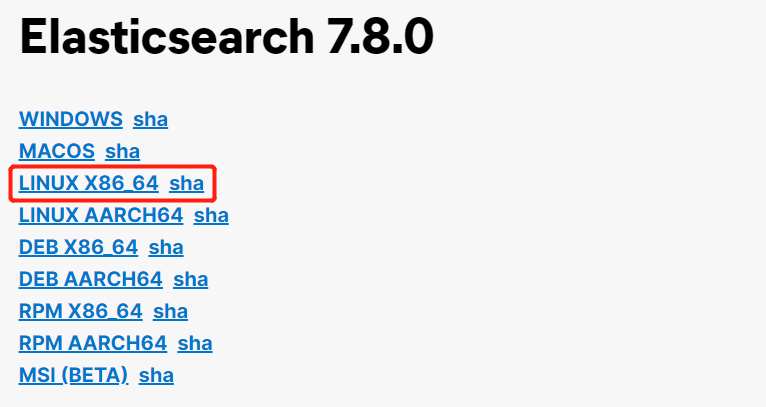 Elasticsearch 7.8.0
WINDOWS sha
MACOS sha
LINUX X86_64 sha
LINUX AARCH64 sha
DEB X86_64 sha
DEB AARCH64 sha
RPM X86_64 sha
RPM AARCH64 sha
MSI (BETA) sha